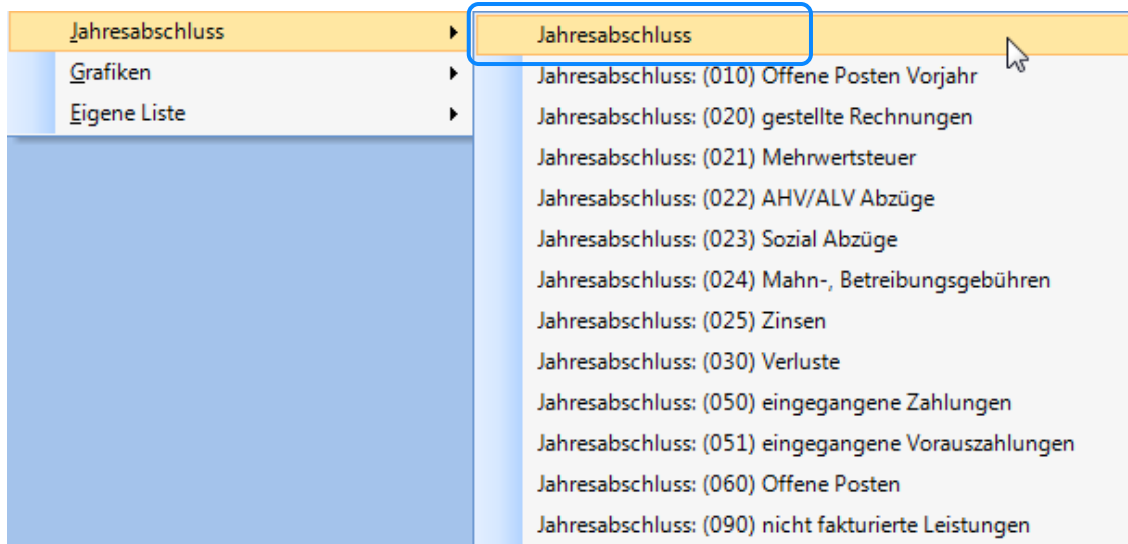 Jahresabschluss
Grafiken
Eigene Liste
Jahresabschluss
Jahresabschluss: (010) Offene Posten Vorjahr
Jahresabschluss: (020) gestellte Rechnungen
Jahresabschluss: (021) Mehrwertsteuer
Jahresabschluss: (022) AHV/ALV Abzüge
Jahresabschluss: (023) Sozial Abzüge
Jahresabschluss: (024) Mahn-, Betreibungsgebühren
Jahresabschluss: (025) Zinsen
Jahresabschluss: (030) Verluste
Jahresabschluss: (050) eingegangene Zahlungen
Jahresabschluss: (051) eingegangene Vorauszahlungen
Jahresabschluss: (060) Offene Posten
Jahresabschluss: (090) nicht fakturierte Leistungen